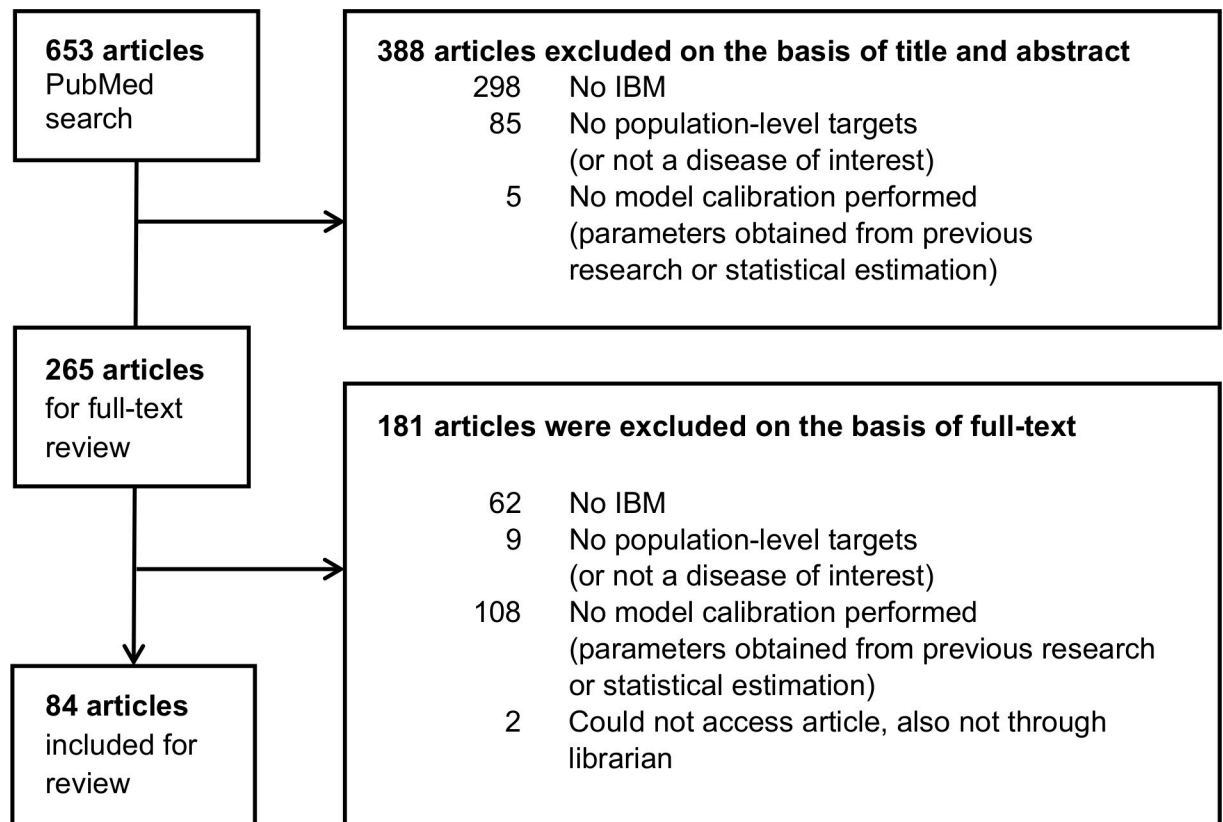 653 articles
PubMed
search
388 articles excluded on the basis of title and abstract
298 No IBM
85 No population-level targets
(or not a disease of interest)
5 No model calibration performed
(parameters obtained from previous
research or statistical estimation)
265 articles
for full-text
review
181 articles were excluded on the basis of full-text
62 No IBM
9 No population-level targets
(or not a disease of interest)
108 No model calibration performed
(parameters obtained from previous research
or statistical estimation)
2 Could not access article, also not through
librarian
84 articles
included for
review